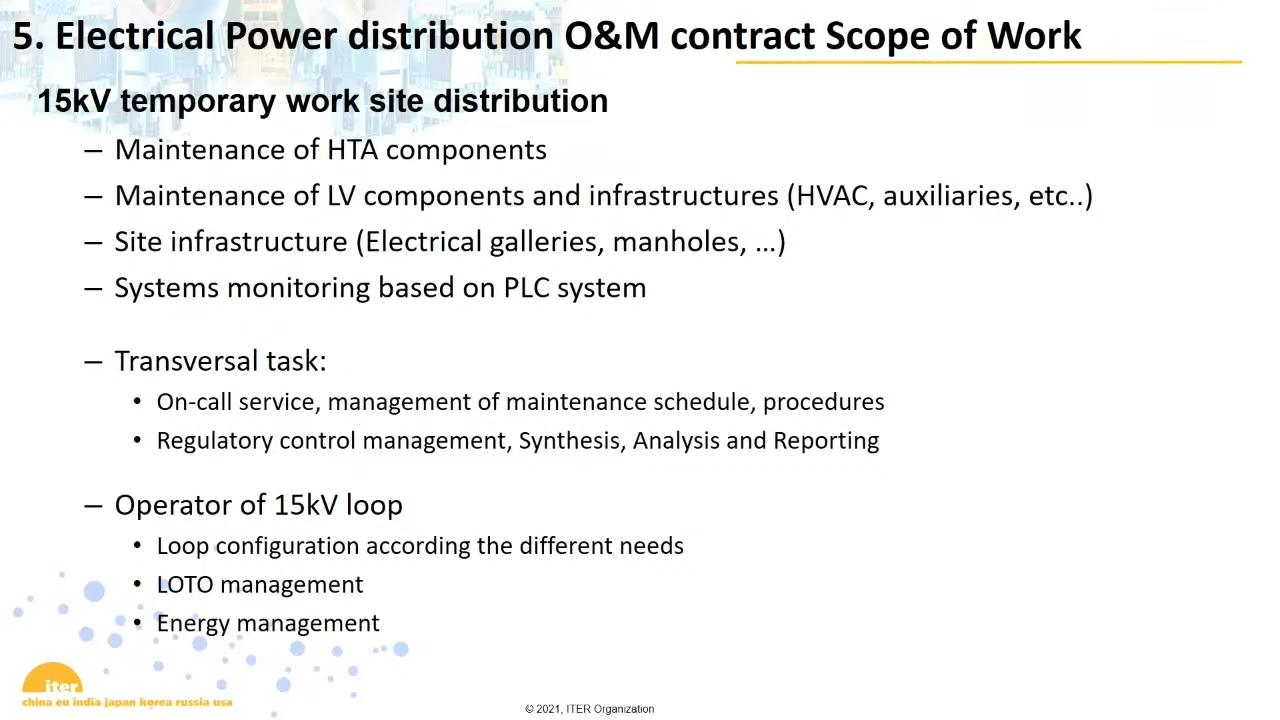 5. Electrical Power distribution O&M contract Scope of Work
15kV temporary work site distribution
– Maintenance of HTA components
– Maintenance of LV components and infrastructures (HVAC, auxiliaries, etc..)
– Site infrastructure (Electrical galleries, manholes, …)
– Systems monitoring based on PLC system
– Transversal task:
• On-call service, management of maintenance schedule, procedures
• Regulatory control management, Synthesis, Analysis and Reporting
– Operator of 15kV loop
• Loop configuration according the different needs
• LOTO management
• Energy management
iter
china eu india japan korea russia usa
© 2021, ITER Organization